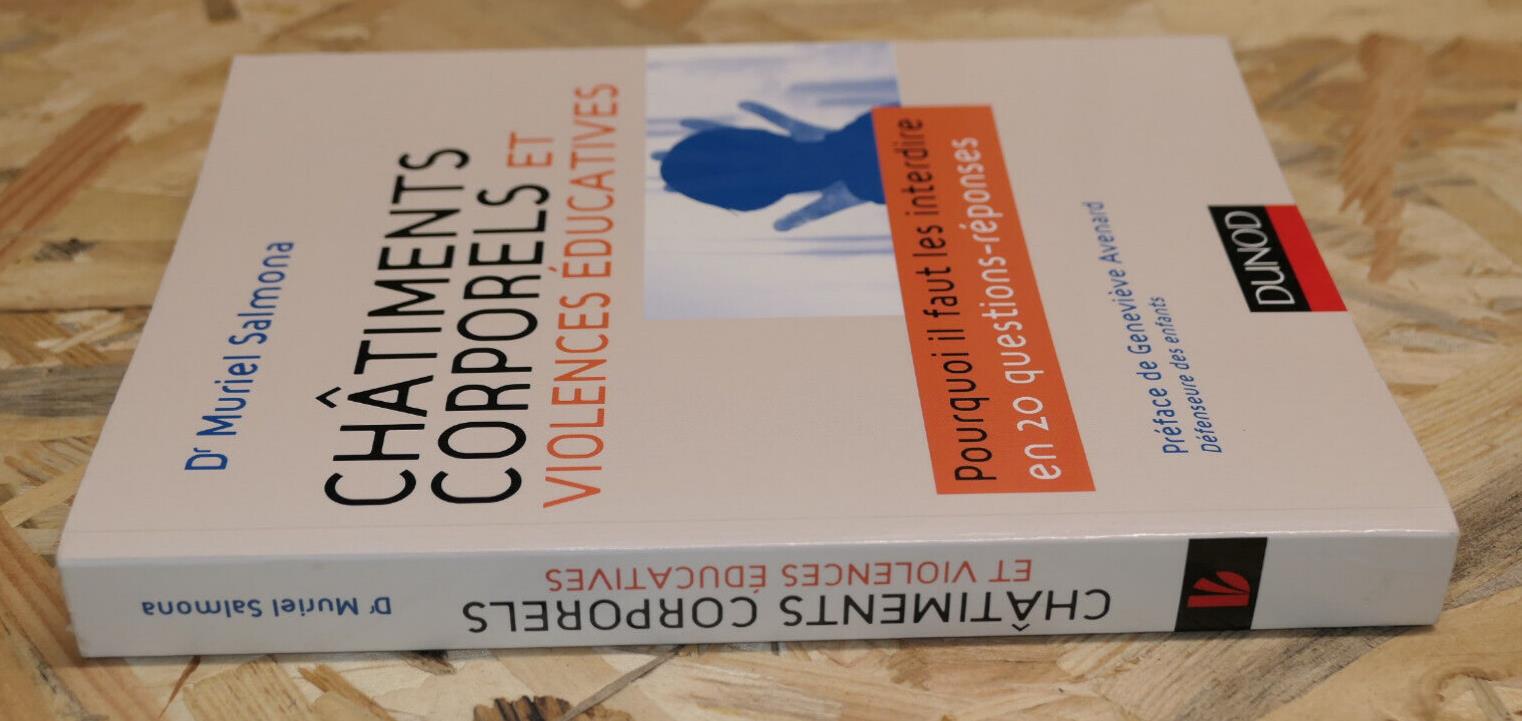 Dr Muriel Salmona
CHÂTIMENTS
CORPORELS ET
VIOLENCES ÉDUCATIVES
Pourquoi il faut les interdire
en 20 questions-réponses
Préface de Geneviève Avenard
Défenseure des enfants
DUNOD
Dr Muriel Salmona
CHÂTIMENTS CORPORELS
ET VIOLENCES ÉDUCATIVES